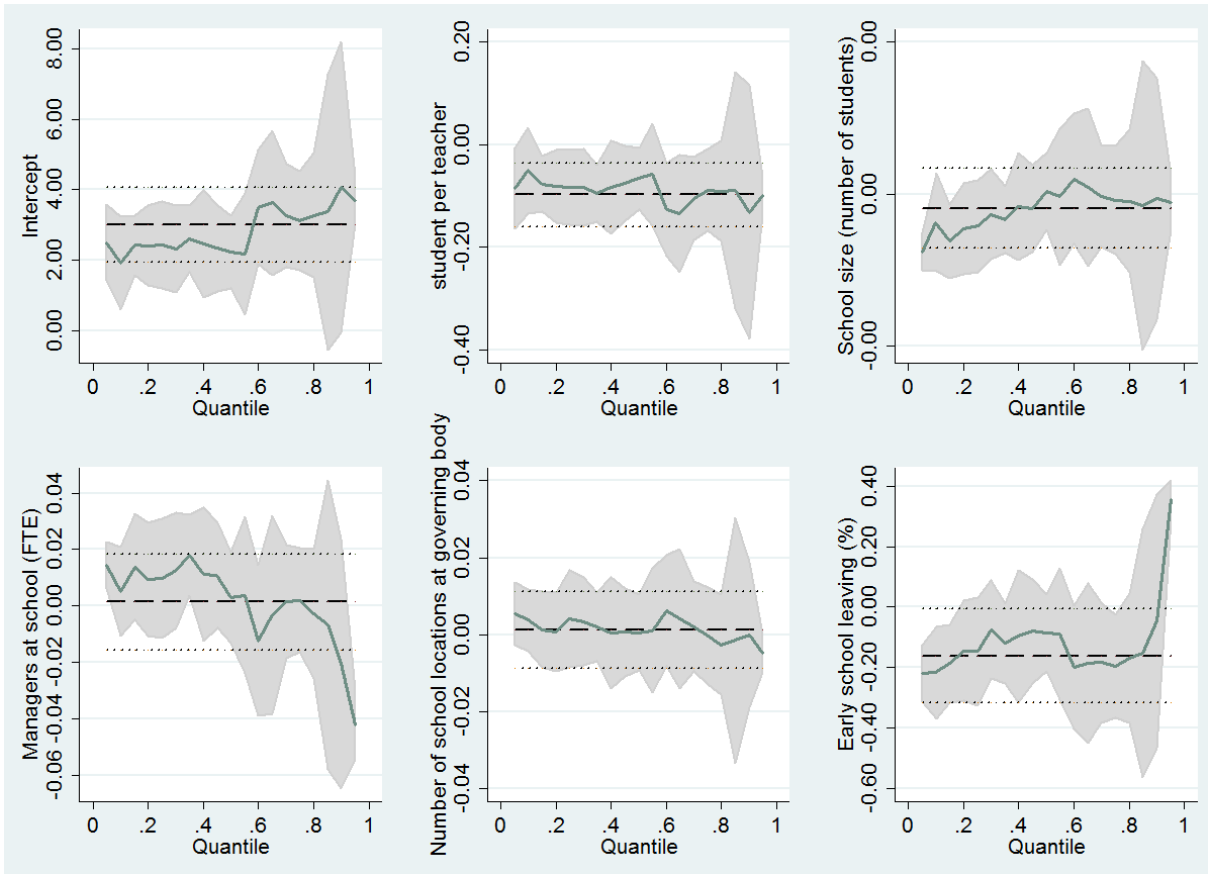 Intercept
8.00
6.00
4.00
2.00
0.00
0 .2 .4 .6 .8 1
Quantile
student per teacher
0.20
0.00
-0.20
-0.40
0 .2 .4 .6 .8 1
Quantile
School size (number of students)
0.00
0.00
-0.00
0 .2 .4 .6 .8 1
Quantile
Managers at school (FTE)
0.04
0.02
0.00
-0.02
-0.04
-0.06
0 .2 .4 .6 .8 1
Quantile
Number of school locations at governing body
0.04
0.02
0.00
-0.02
-0.04
0 .2 .4 .6 .8 1
Quantile
Early school leaving (%)
0.40
0.20
0.00
-0.20
-0.40
-0.60
0 .2 .4 .6 .8 1
Quantile